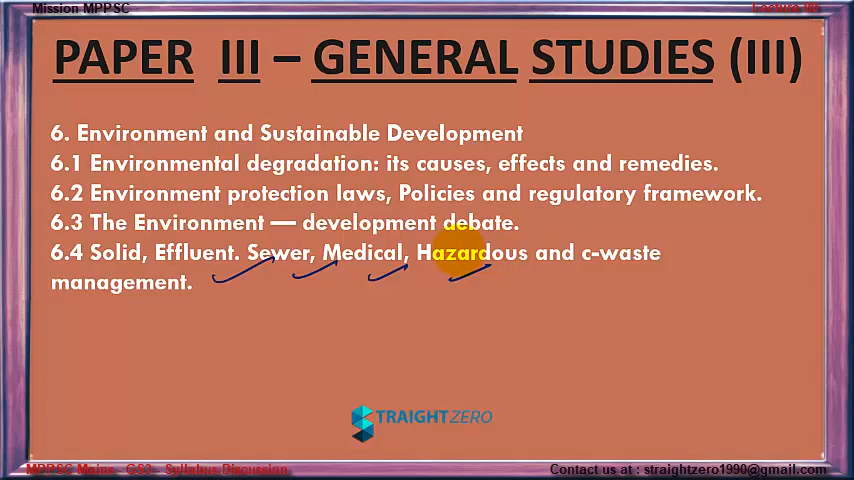 Mission MPPSC
Lecture 08
PAPER III – GENERAL STUDIES (III)
6. Environment and Sustainable Development
6.1 Environmental degradation: its causes, effects and remedies.
6.2 Environment protection laws, Policies and regulatory framework.
6.3 The Environment — development debate.
6.4 Solid, Effluent. Sewer, Medical, Hazardous and c-waste
management.
TRAIGHTZERO
MPPSC Mains - GS3 - Syllabus Discussion
Contact us at : straightzero1990@gmail.com